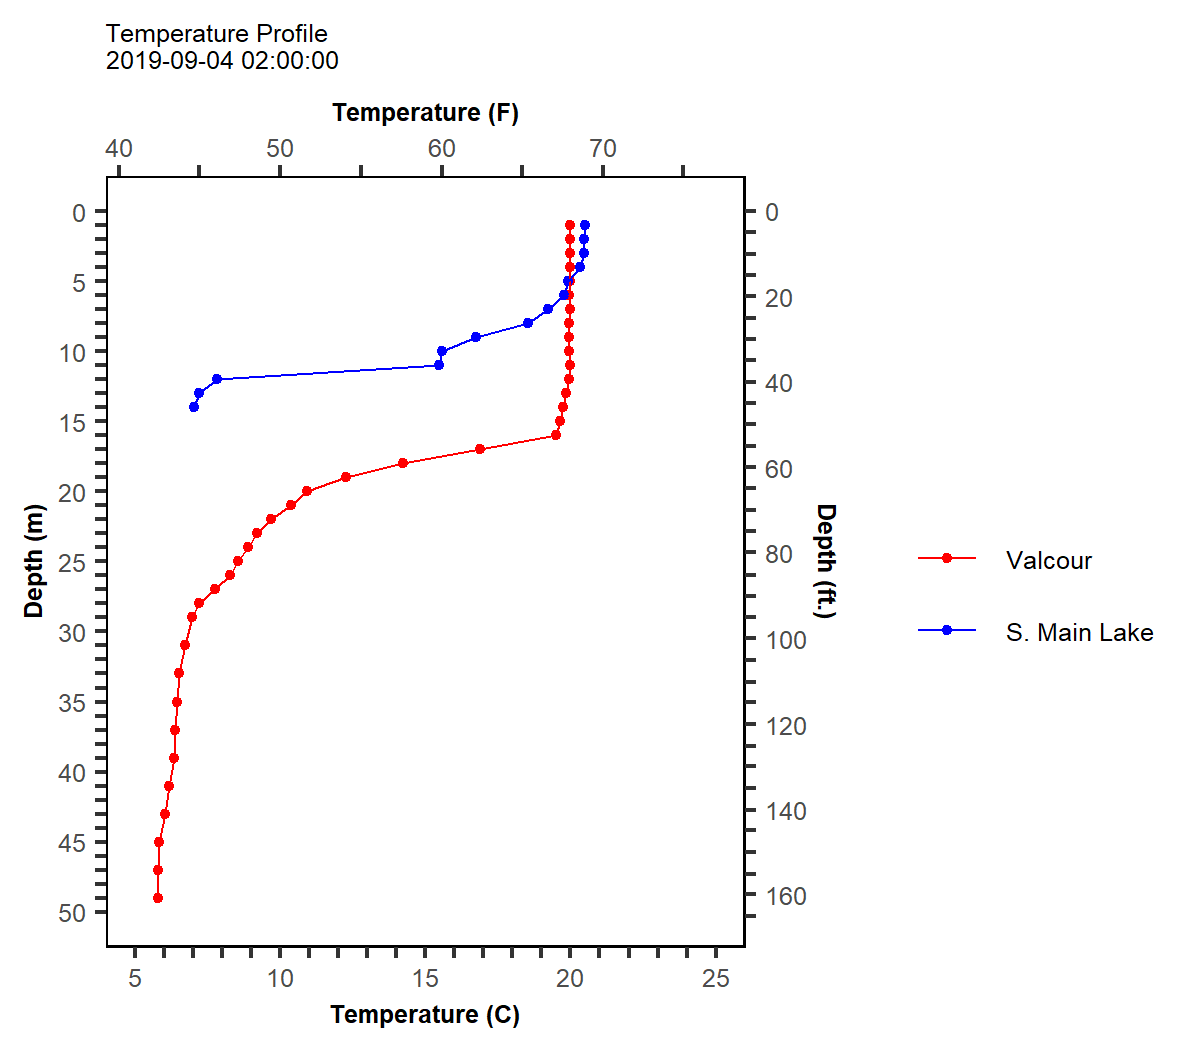 Temperature Profile
2019-09-04 02:00:00
Temperature (F)
40 50 60 70
0
5
10
15
20
25
30
35
40
45
50
Depth (m)
0
20
40
60
80
100
120
140
160
Depth (ft.)
Valcour
S. Main Lake
5 10 15 20 25
Temperature (C)